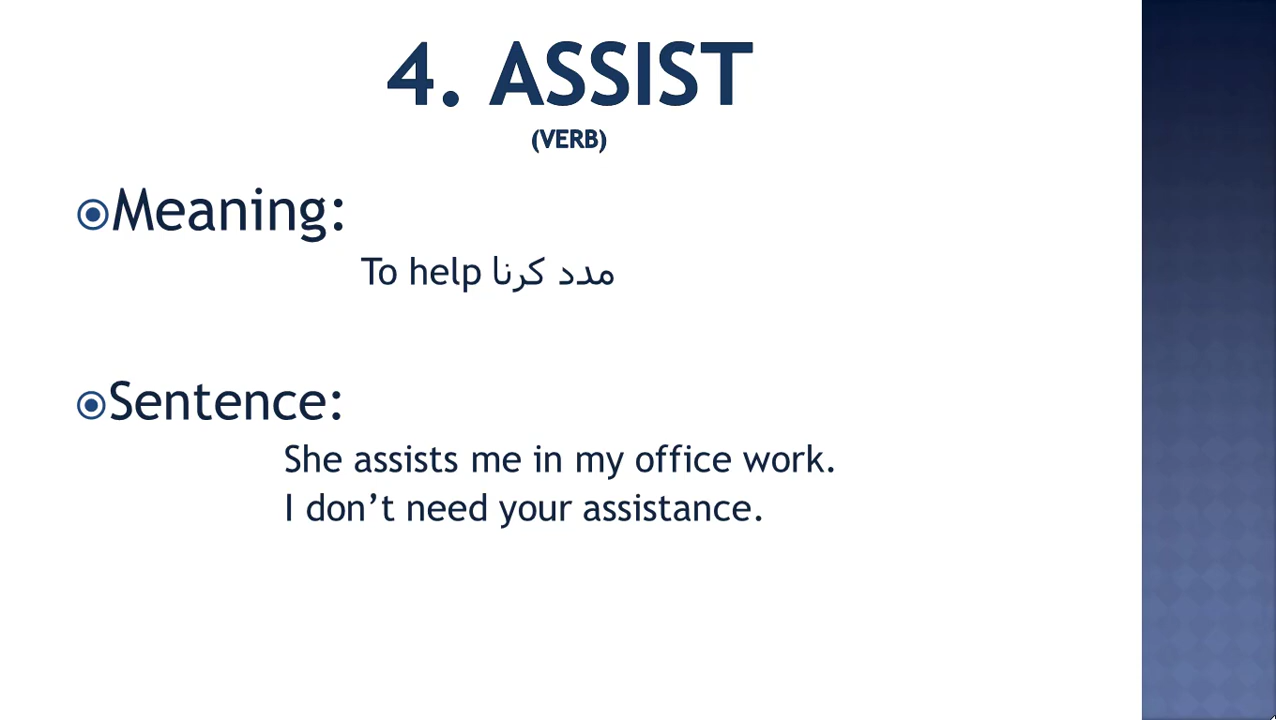 4. ASSIST
(VERB)
Meaning:
To help مدد کرنا
Sentence:
She assists me in my office work.
I don’t need your assistance.